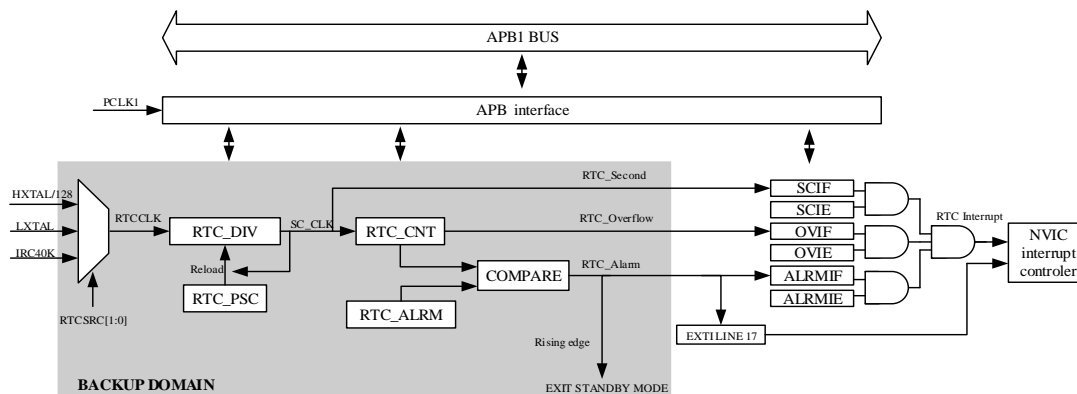 APB1 BUS
PCLK1
APB interface
HXTAL/128
LXTAL
IRC40K
RTCSRC[1:0]
RTCCLK
RTC_DIV
SC_CLK
Reload
RTC_PSC
RTC_CNT
RTC_ALRM
COMPARE
RTC_Second
RTC_Overflow
RTC_Alarm
Rising edge
EXIT STANDBY MODE
BACKUP DOMAIN
SCIF
SCIE
OVIF
OVIE
ALRMIF
ALRMIE
EXTI LINE 17
RTC Interrupt
NVIC
interrupt
controler